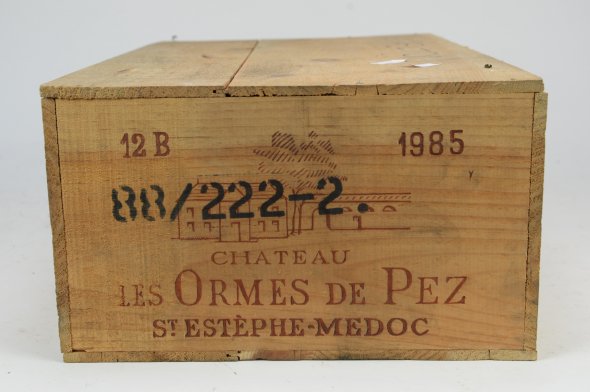 12 B 1985
88/222-2.
CHATEAU
LES ORMES DE PEZ
ST ESTÈPHE-MEDOC